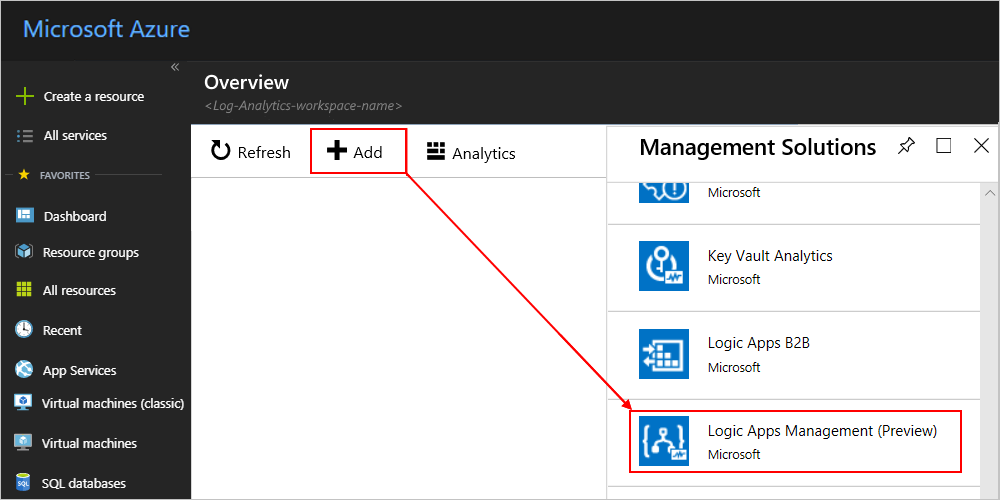 Microsoft Azure
«
Create a resource
All services
FAVORITES
Dashboard
Resource groups
All resources
Recent
App Services
Virtual machines (classic)
Virtual machines
SQL databases
Overview
<Log-Analytics-workspace-name>
Refresh
Add
Analytics
Management Solutions
Microsoft
Key Vault Analytics
Microsoft
Logic Apps B2B
Microsoft
Logic Apps Management (Preview)
Microsoft